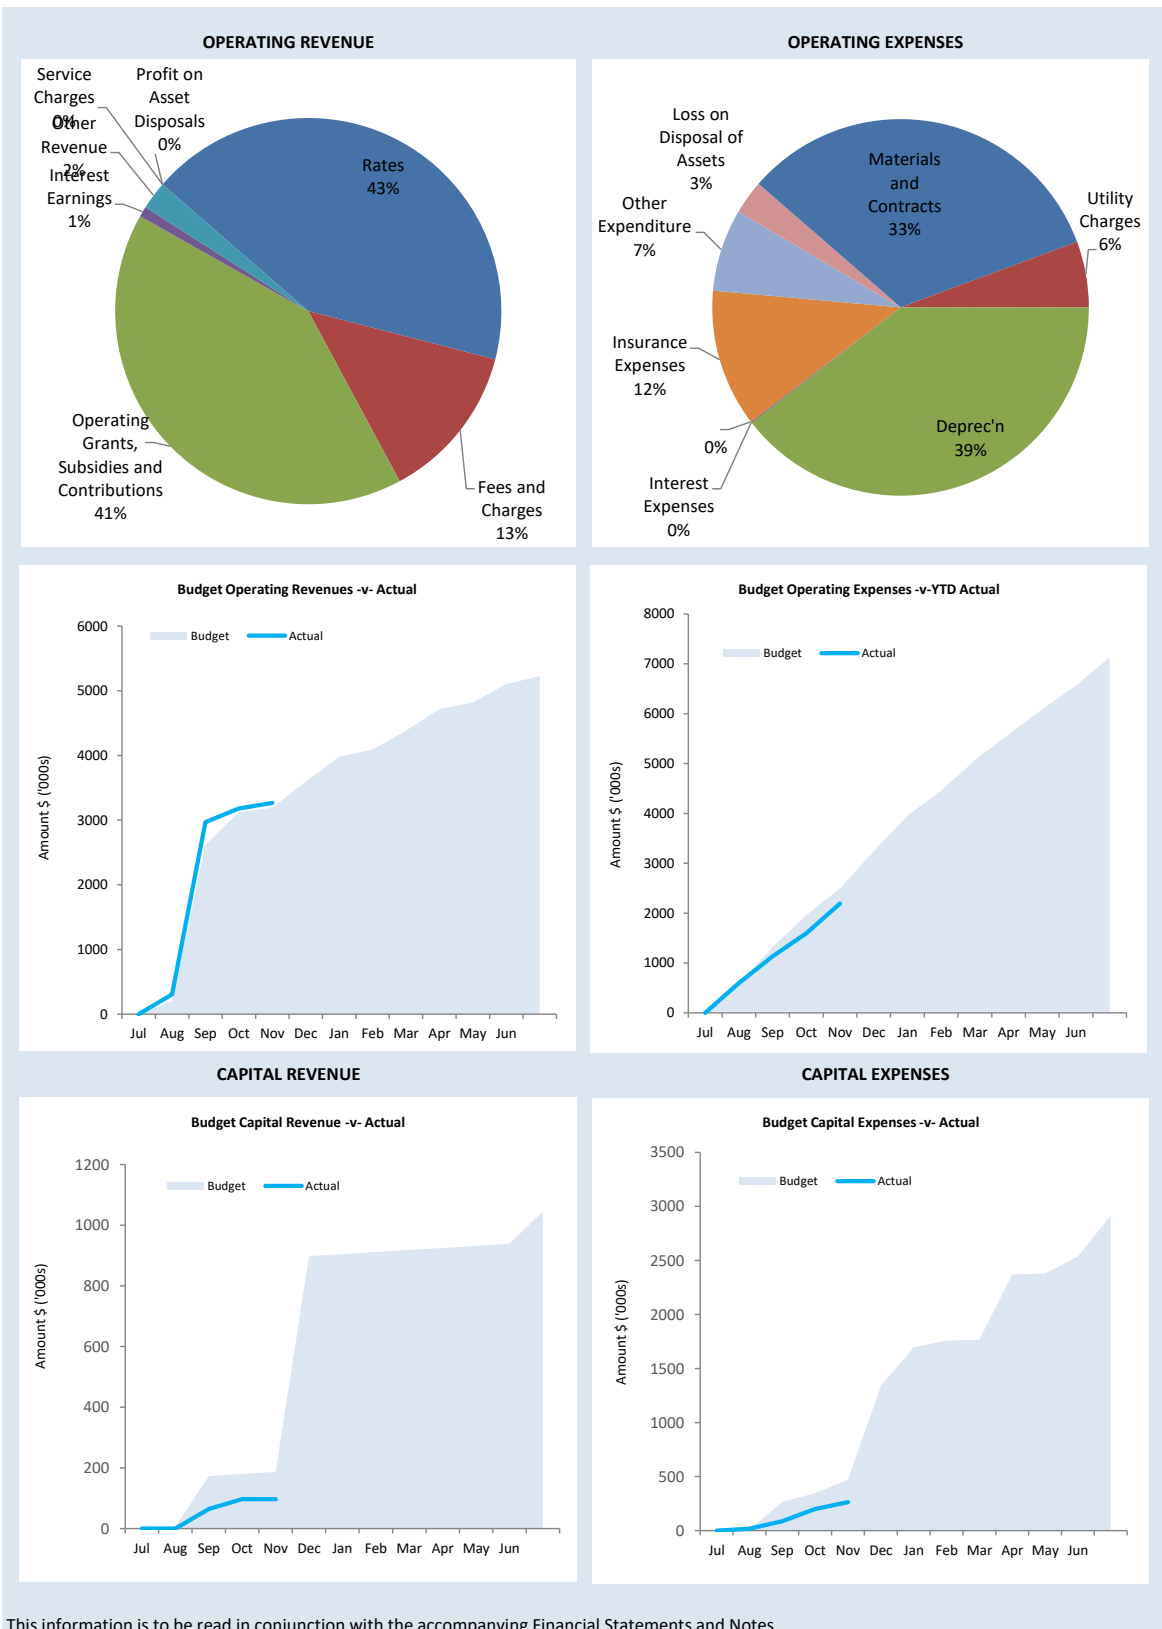 OPERATING REVENUE
OPERATING EXPENSES
Service
Charges
0%
Profit on
Asset
Disposals
0%
Other
Revenue
2%
Interest
Earnings
1%
Rates
43%
Operating
Grants,
Subsidies and
Contributions
41%
Fees and
Charges
13%
Loss on
Disposal of
Assets
3%
Materials
and
Contracts
33%
Utility
Charges
6%
Other
Expenditure
7%
Insurance
Expenses
12%
0%
Interest
Expenses
0%
Deprec'n
39%
Budget Operating Revenues -v- Actual
Budget Actual
Amount $ ('000s)
6000
5000
4000
3000
2000
1000
0
Jul Aug Sep Oct Nov Dec Jan Feb Mar Apr May Jun
Budget Operating Expenses -v-YTD Actual
Budget Actual
Amount $ ('000s)
8000
7000
6000
5000
4000
3000
2000
1000
0
Jul Aug Sep Oct Nov Dec Jan Feb Mar Apr May Jun
CAPITAL REVENUE
CAPITAL EXPENSES
Budget Capital Revenue -v- Actual
Budget Actual
Amount $ ('000s)
1200
1000
800
600
400
200
0
Jul Aug Sep Oct Nov Dec Jan Feb Mar Apr May Jun
Budget Capital Expenses -v- Actual
Budget Actual
Amount $ ('000s)
3500
3000
2500
2000
1500
1000
500
0
Jul Aug Sep Oct Nov Dec Jan Feb Mar Apr May Jun
This information is to be read in conjunction with the accompanying Financial Statements and Notes